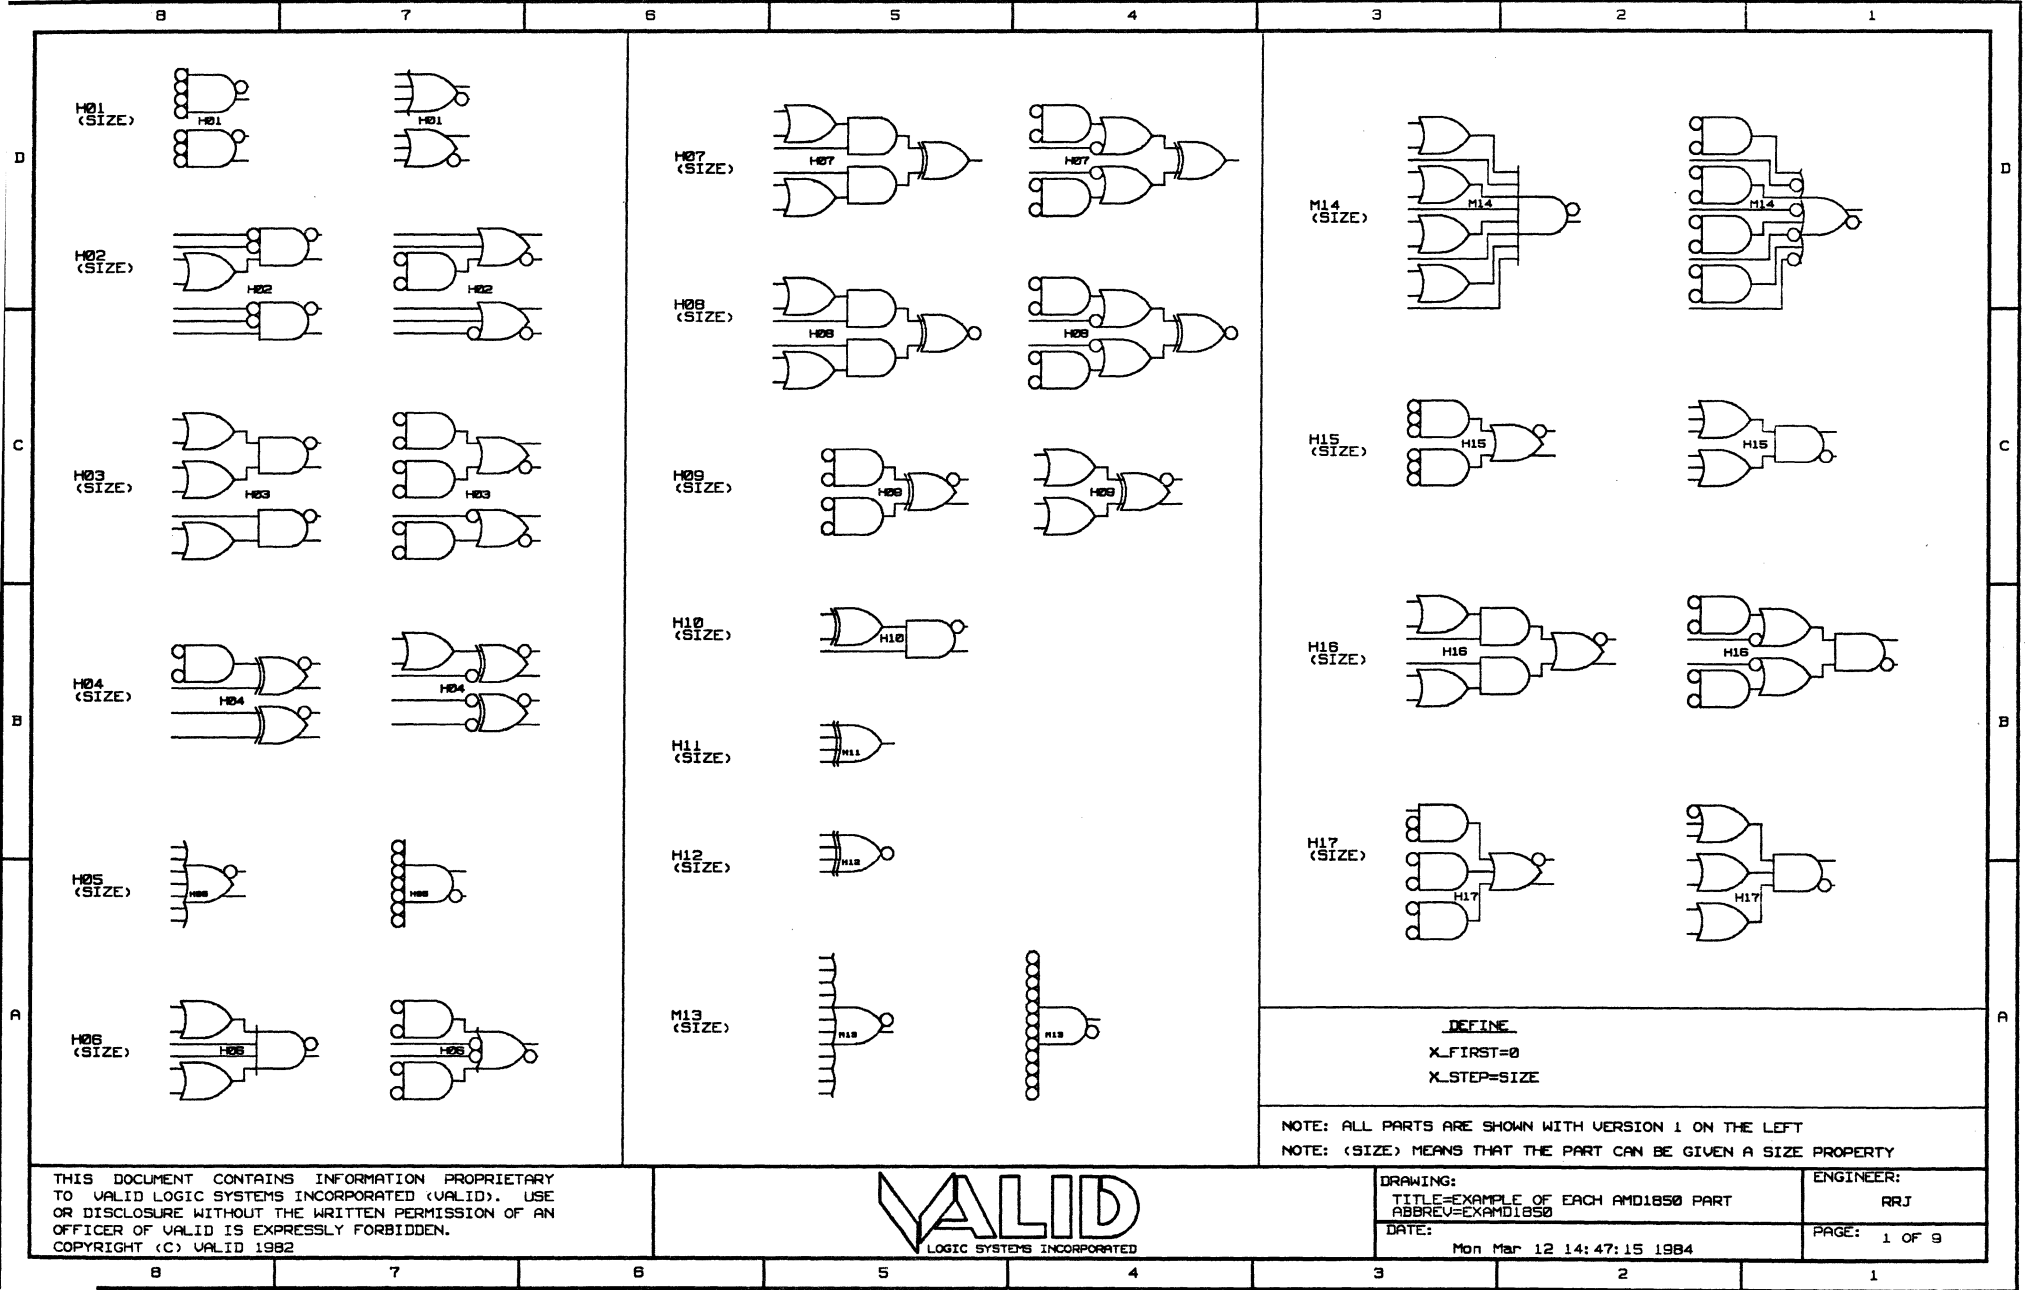 8 7 6 5 4 3 2 1
D
C
B
A
H01
(SIZE)
H01
H01
H02
(SIZE)
H02
H02
H03
(SIZE)
H03
H03
H04
(SIZE)
H04
H04
H05
(SIZE)
H05
H05
H06
(SIZE)
H06
H06
H07
(SIZE)
H07
H07
H08
(SIZE)
H08
H08
H09
(SIZE)
H09
H09
H10
(SIZE)
H10
H11
(SIZE)
H11
H12
(SIZE)
H12
M13
(SIZE)
M13
M13
M14
(SIZE)
M14
M14
H15
(SIZE)
H15
H15
H16
(SIZE)
H16
H16
H17
(SIZE)
H17
H17
D
C
B
A
DEFINE
X_FIRST=0
X_STEP=SIZE
NOTE: ALL PARTS ARE SHOWN WITH VERSION 1 ON THE LEFT
NOTE: (SIZE) MEANS THAT THE PART CAN BE GIVEN A SIZE PROPERTY
THIS DOCUMENT CONTAINS INFORMATION PROPRIETARY
TO VALID LOGIC SYSTEMS INCORPORATED (VALID). USE
OR DISCLOSURE WITHOUT THE WRITTEN PERMISSION OF AN
OFFICER OF VALID IS EXPRESSLY FORBIDDEN.
COPYRIGHT (C) VALID 1982
VALID
LOGIC SYSTEMS INCORPORATED
DRAWING:
TITLE=EXAMPLE OF EACH AMD1850 PART
ABBREV=EXAMD1850
DATE:
Mon Mar 12 14:47:15 1984
ENGINEER:
RRJ
PAGE: 1 OF 9
8 7 6 5 4 3 2 1